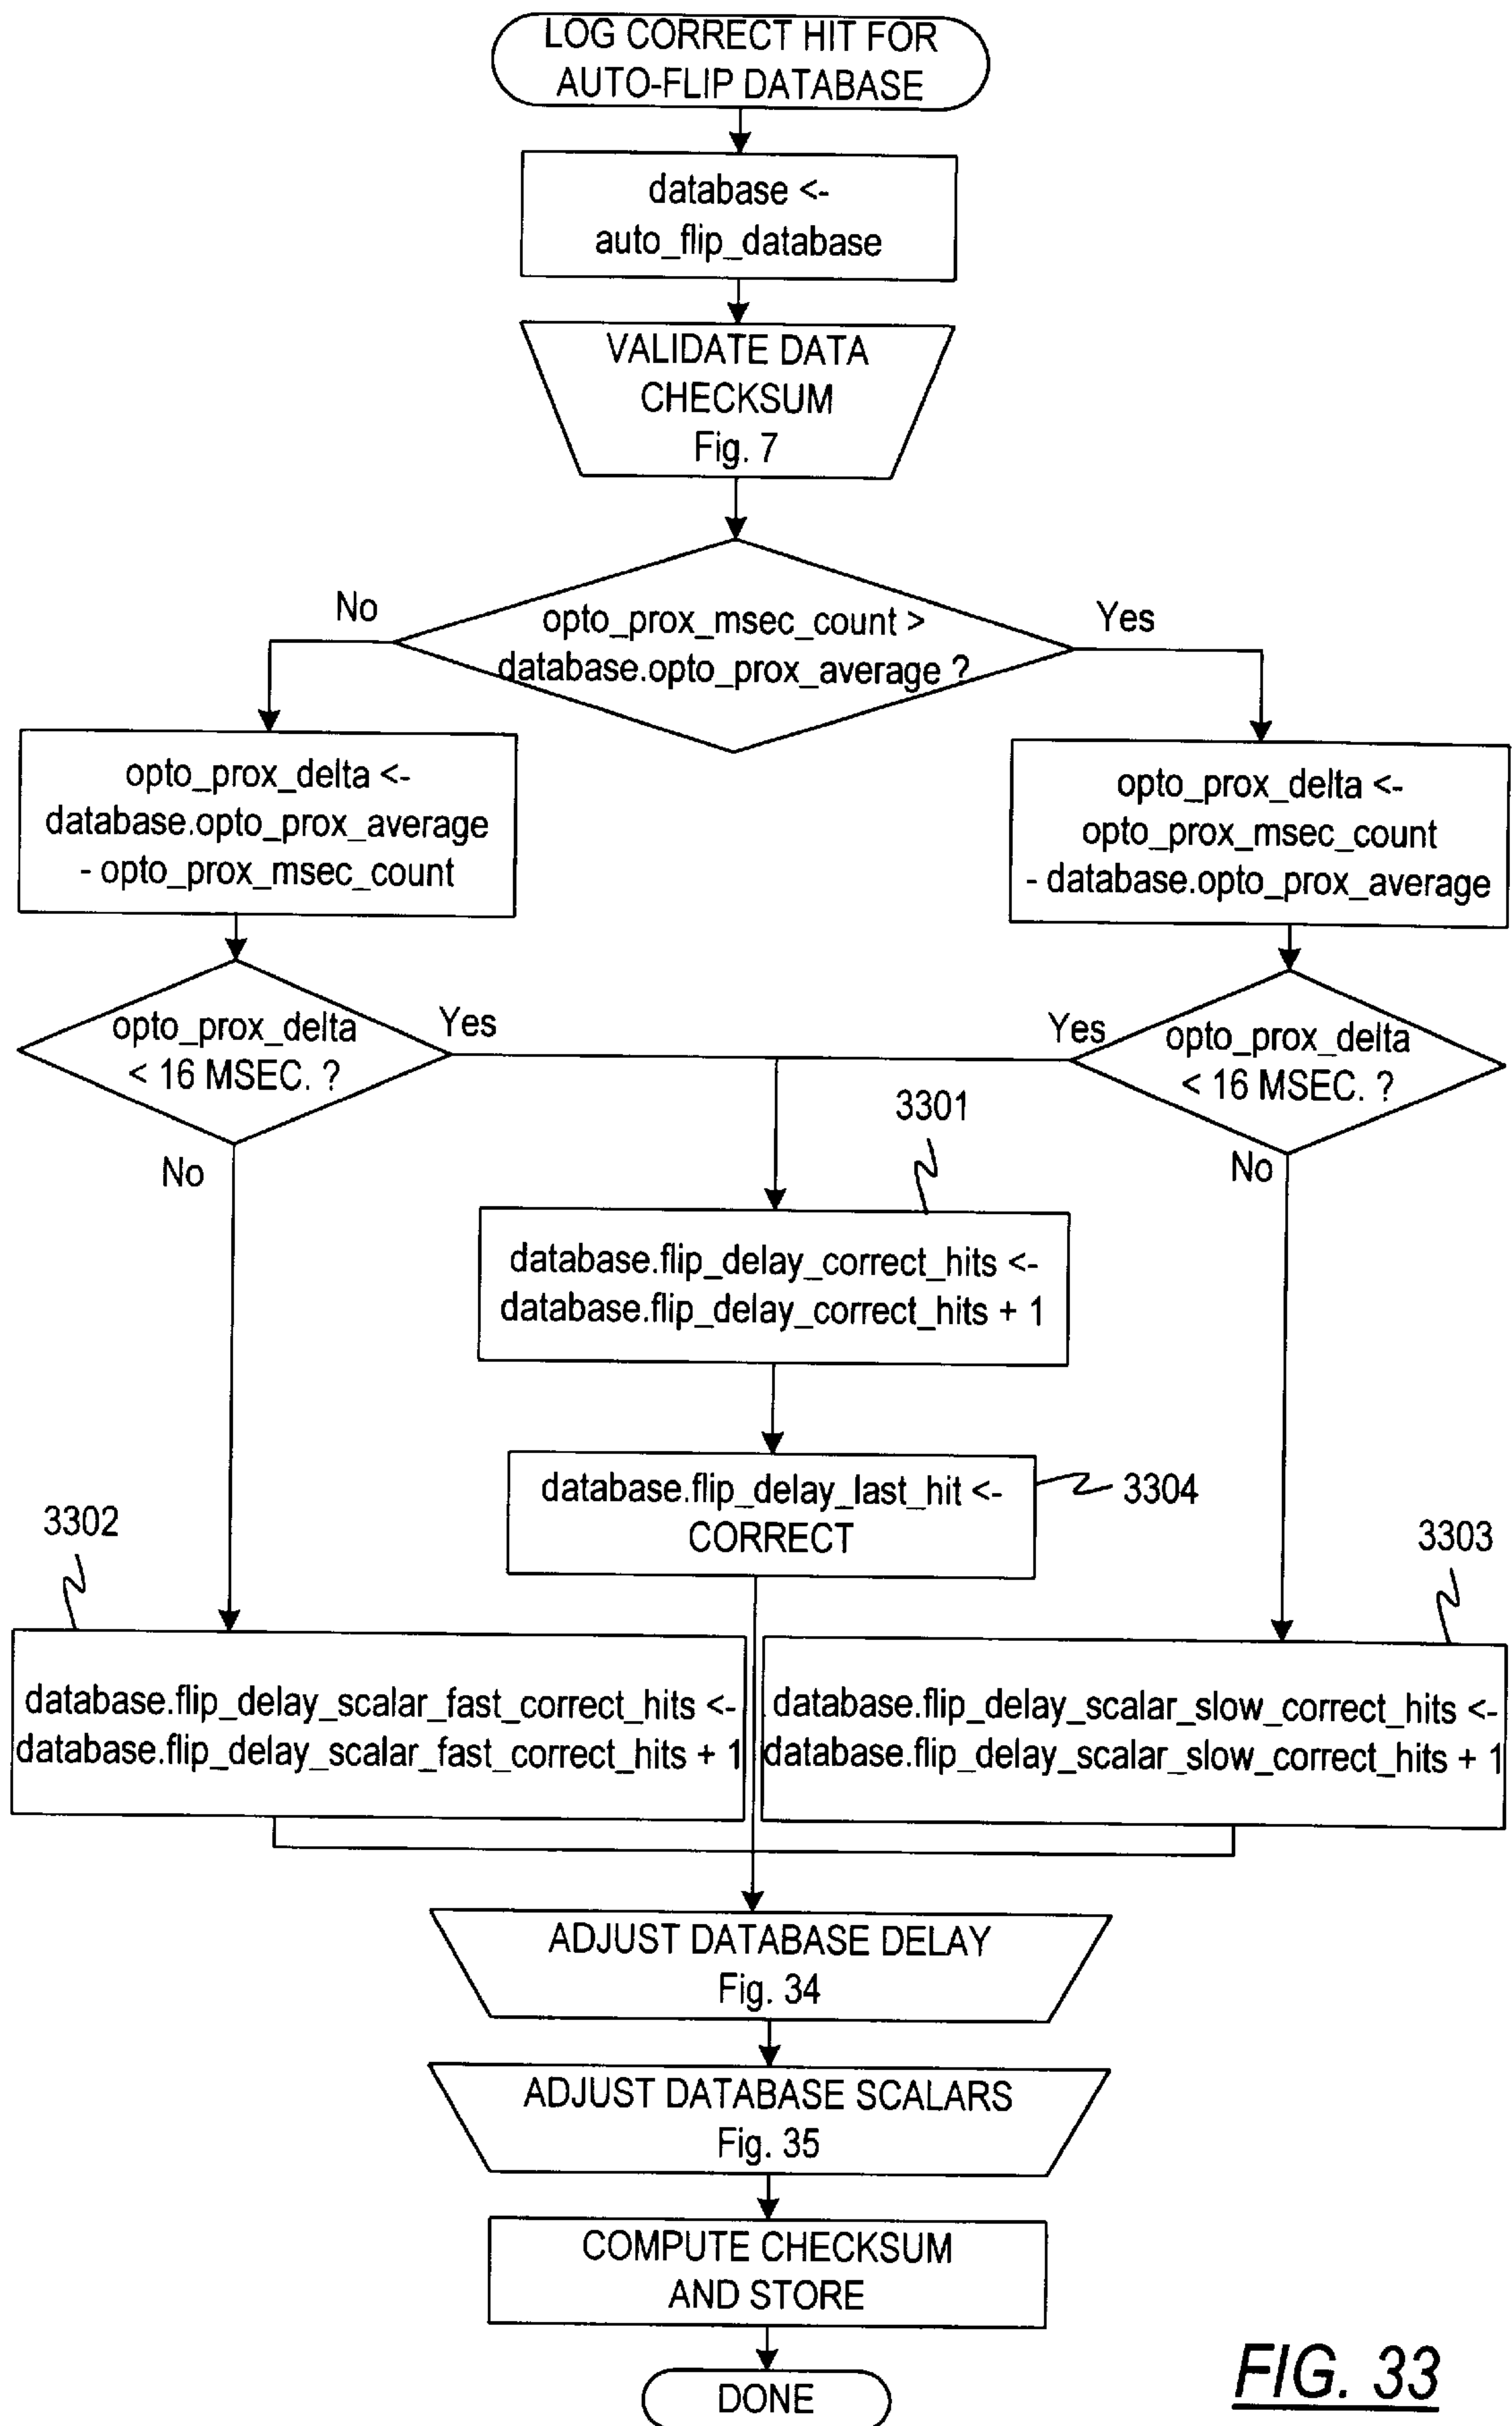 LOG CORRECT HIT FOR
AUTO-FLIP DATABASE
database <-
auto_flip_database
VALIDATE DATA
CHECKSUM
Fig. 7
No
opto_prox_msec_count >
database.opto_prox_average ?
Yes
opto_prox_delta <-
database.opto_prox_average
- opto_prox_msec_count
opto_prox_delta <-
opto_prox_msec_count
- database.opto_prox_average
opto_prox_delta
< 16 MSEC. ?
Yes
No
Yes
opto_prox_delta
< 16 MSEC. ?
No
3301
database.flip_delay_correct_hits <-
database.flip_delay_correct_hits + 1
database.flip_delay_last_hit <-
CORRECT
3304
3302
3303
database.flip_delay_scalar_fast_correct_hits <-
database.flip_delay_scalar_fast_correct_hits + 1
database.flip_delay_scalar_slow_correct_hits <-
database.flip_delay_scalar_slow_correct_hits + 1
ADJUST DATABASE DELAY
Fig. 34
ADJUST DATABASE SCALARS
Fig. 35
COMPUTE CHECKSUM
AND STORE
DONE
FIG. 33